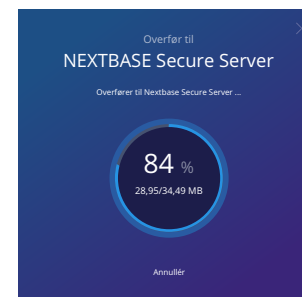 Overfør til
NEXTBASE Secure Server
Overfører til Nextbase Secure Server ...
84 %
28,95/34,49 MB
Annullér